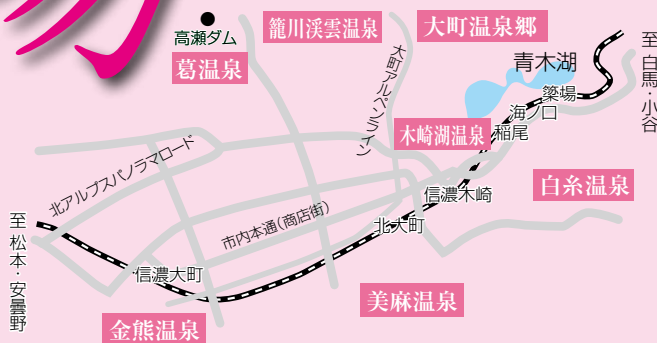 高瀬ダム
葛温泉
籠川渓雲温泉
大町温泉郷
大町アルペンライン
青木湖
簗場
海ノ口
稲尾
木崎湖温泉
至 白馬・小谷
信濃木崎
白糸温泉
北アルプスパノラマロード
市内本通(商店街)
北大町
至 松本・安曇野
信濃大町
美麻温泉
金熊温泉